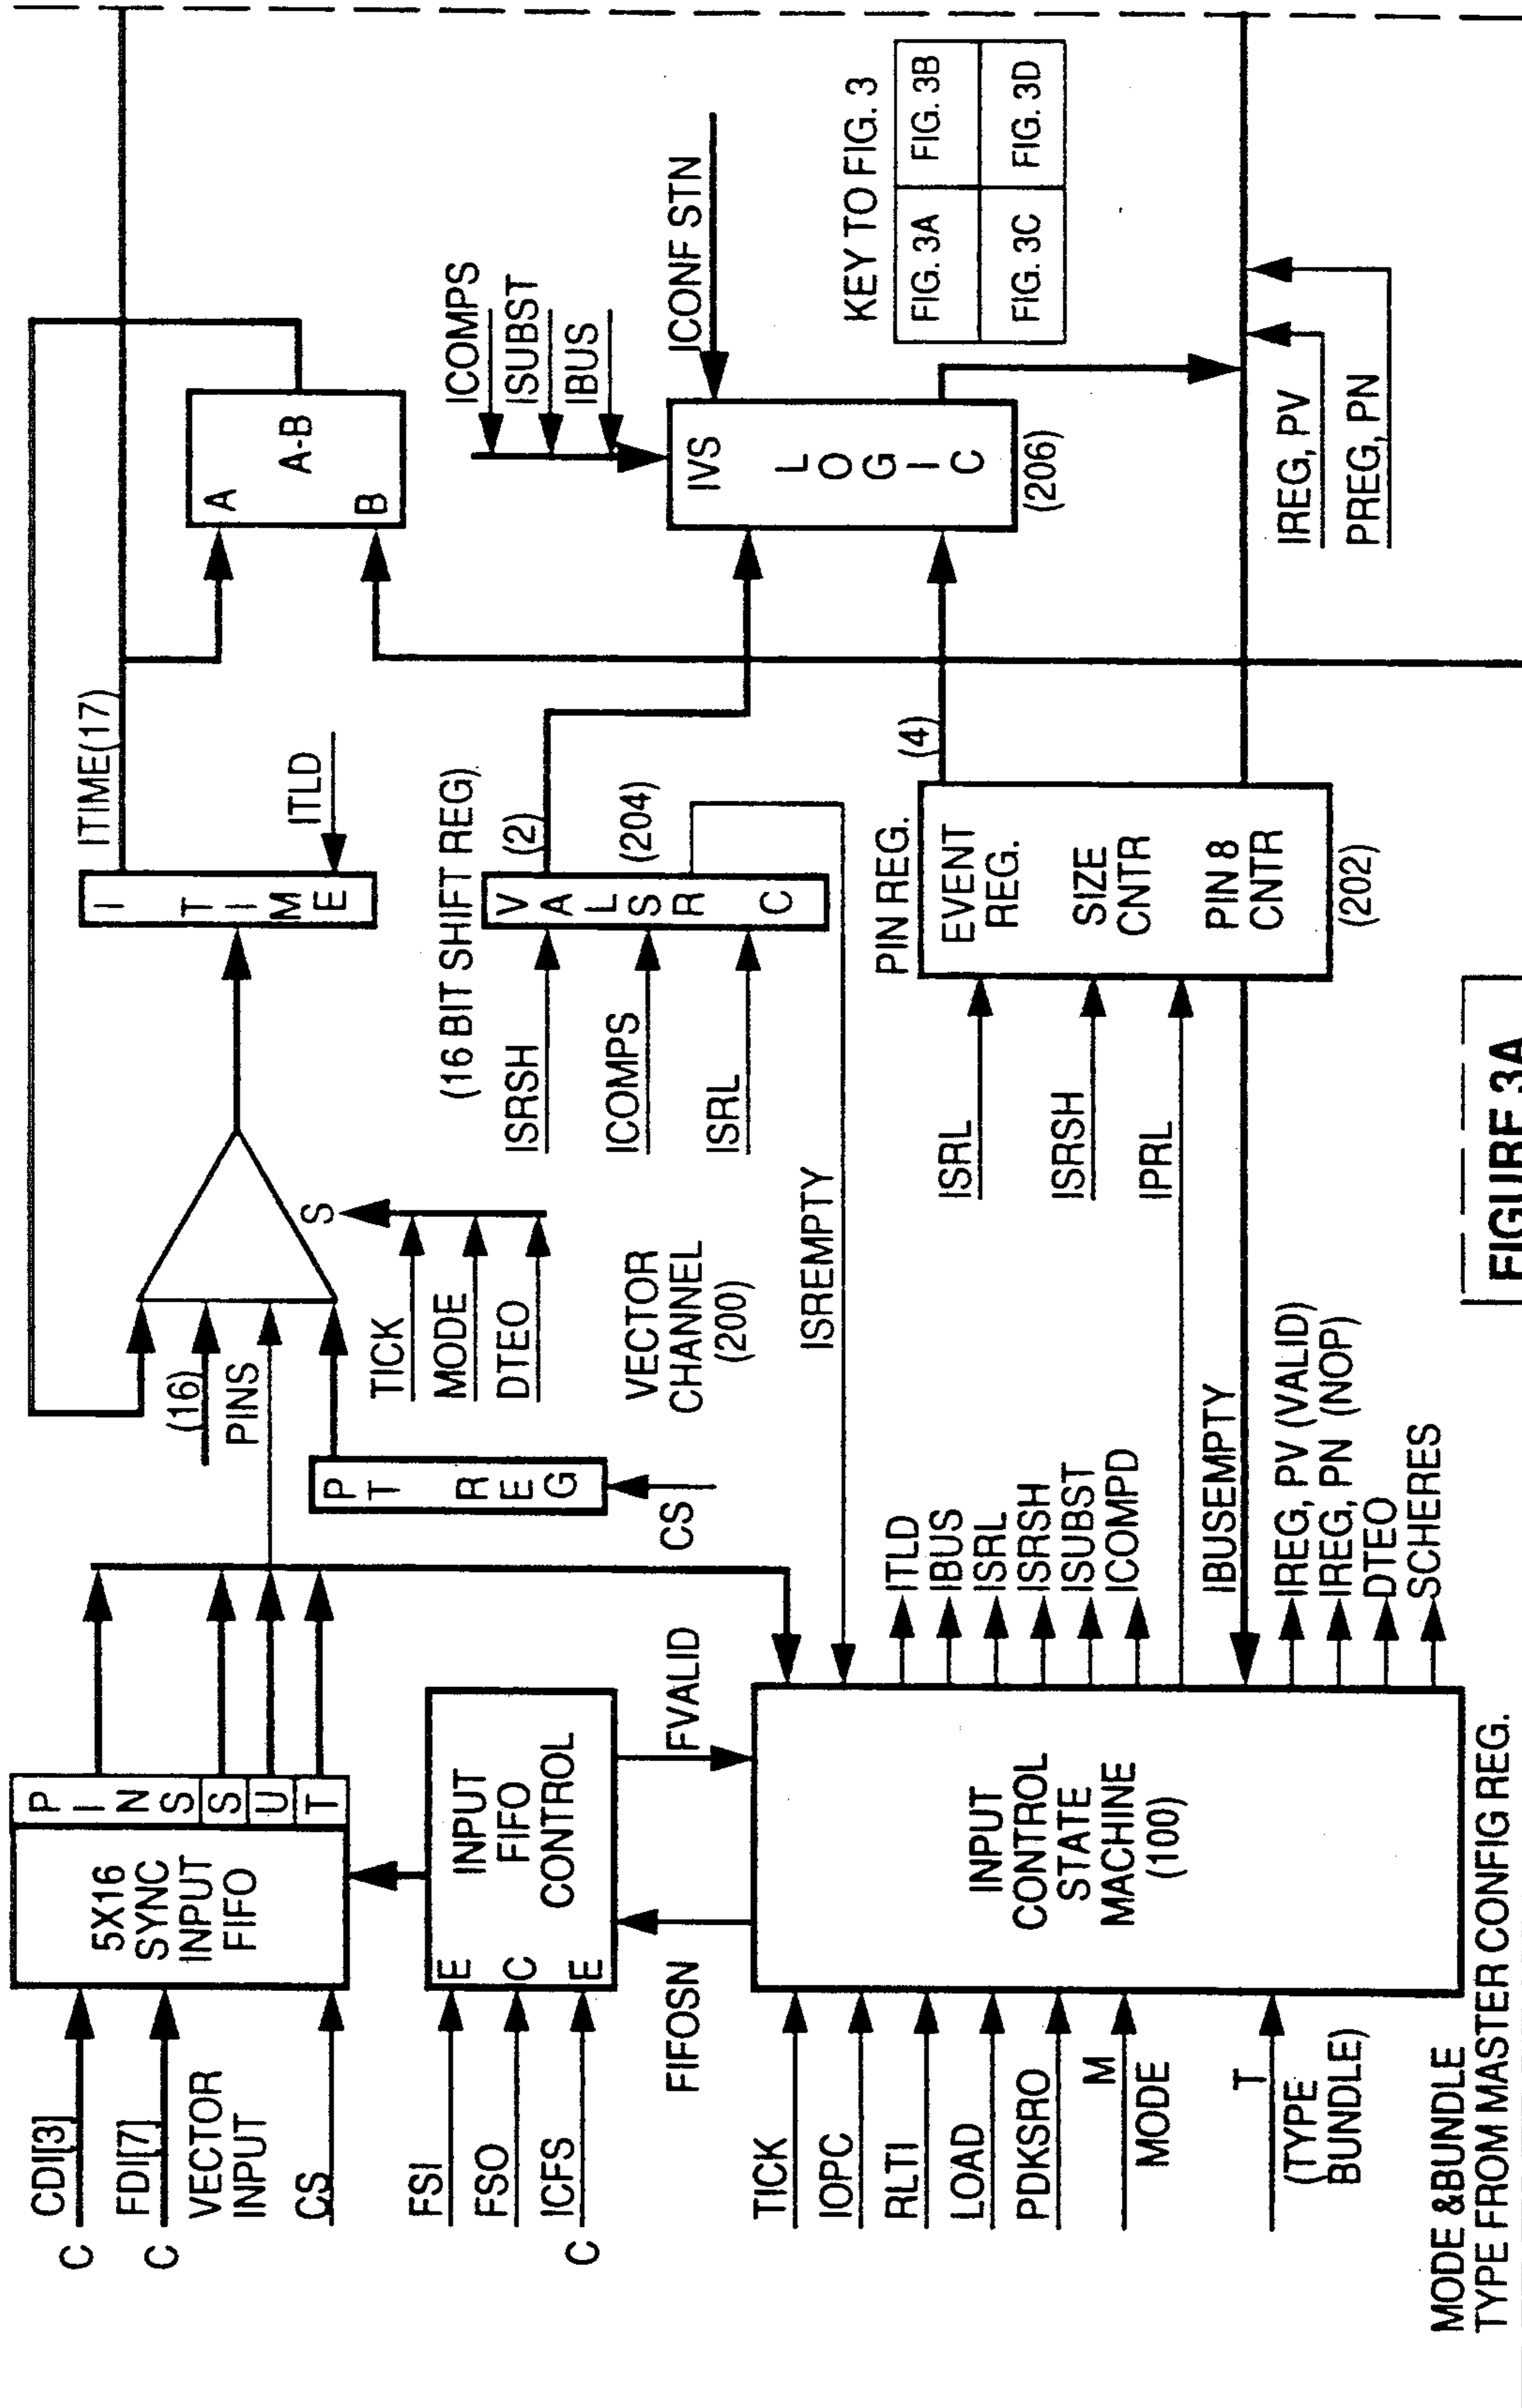 CDI[3]
C
FDI[7]
C
VECTOR
INPUT
CS
5X16
SYNC
INPUT
FIFO
PINS
S
U
T
FSI
FSO
ICFS
C
E
C
E
INPUT
FIFO
CONTROL
FIFOSN
FVALID
TICK
IOPC
RLTI
LOAD
PDKSRO
M
MODE
T
(TYPE
BUNDLE)
MODE &BUNDLE
TYPE FROM MASTER CONFIG REG.
INPUT
CONTROL
STATE
MACHINE
(100)
ITLD
IBUS
ISRL
ISRSH
ISUBST
ICOMPD
IBUSEMPTY
IREG, PV (VALID)
IREG, PN (NOP)
DTEO
SCHERES
PT REG
CS
(16)
PINS
S
TICK
MODE
DTEO
VECTOR
CHANNEL
(200)
ISREMPTY
ITIME
ITIME(17)
ITLD
(16 BIT SHIFT REG)
ISRSH
ICOMPS
ISRL
VALSR C
(2)
(204)
PIN REG.
EVENT
REG.
SIZE
CNTR
PIN 8
CNTR
(202)
ISRL
ISRSH
IPRL
(4)
A
B
A-B
ICOMPS
ISUBST
IBUS
ICONF STN
IVS
LOGIC
(206)
IREG, PV
PREG, PN
KEY TO FIG. 3
FIG. 3A FIG. 3B
FIG. 3C FIG. 3D
FIGURE 3A